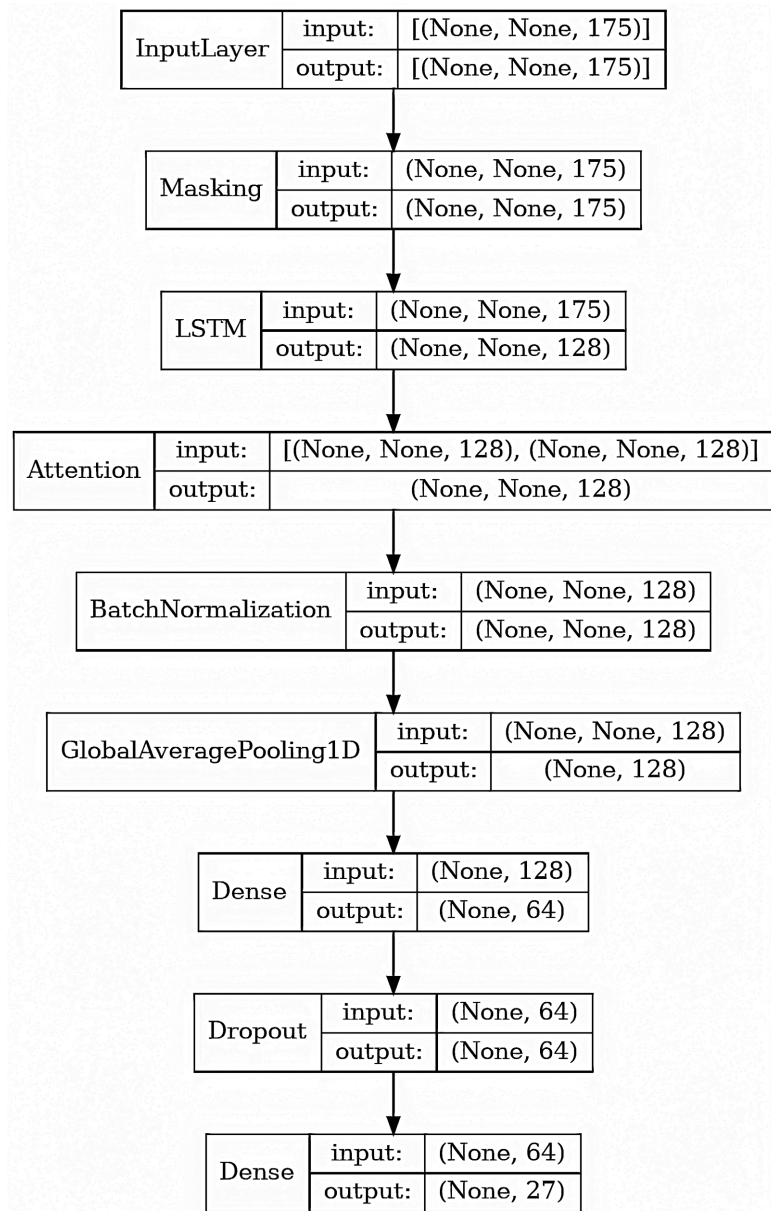 InputLayer
input: [(None, None, 175)]
output: [(None, None, 175)]
Masking
input: (None, None, 175)
output: (None, None, 175)
LSTM
input: (None, None, 175)
output: (None, None, 128)
Attention
input: [(None, None, 128), (None, None, 128)]
output: (None, None, 128)
BatchNormalization
input: (None, None, 128)
output: (None, None, 128)
GlobalAveragePooling1D
input: (None, None, 128)
output: (None, 128)
Dense
input: (None, 128)
output: (None, 64)
Dropout
input: (None, 64)
output: (None, 64)
Dense
input: (None, 64)
output: (None, 27)